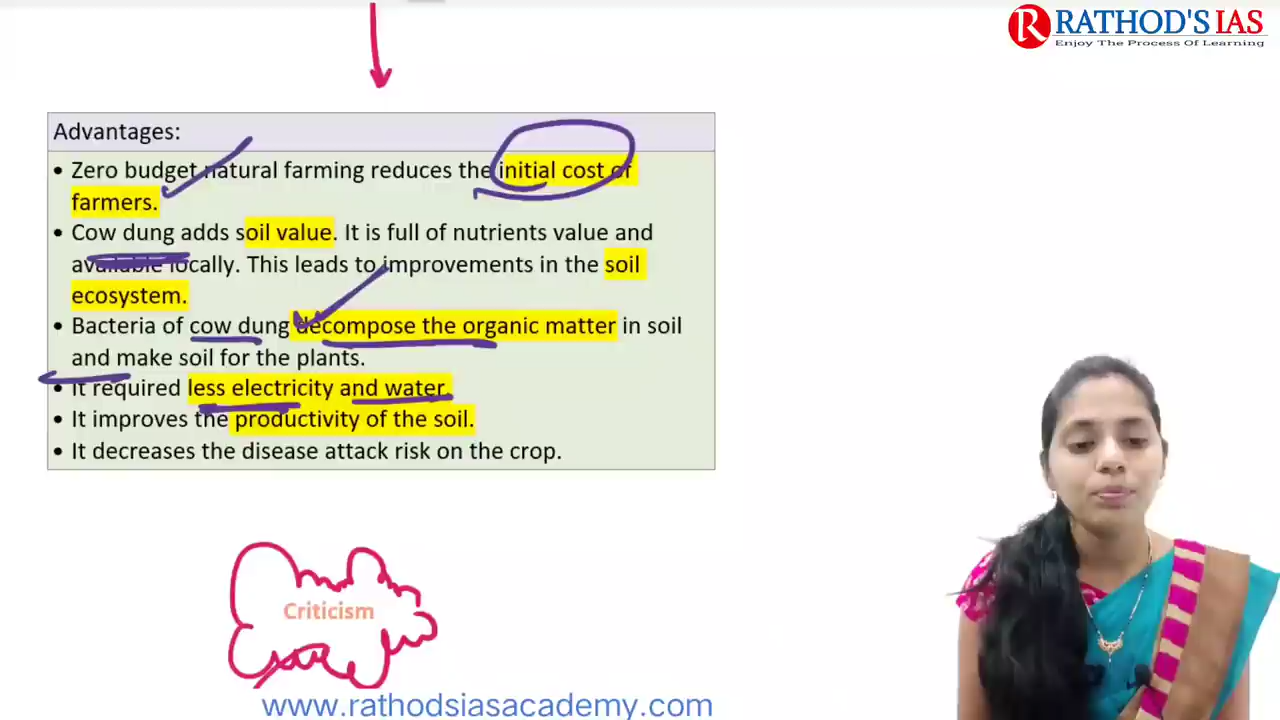 RATHOD'S IAS
Enjoy The Process Of Learning
Advantages:
• Zero budget natural farming reduces the initial cost of
farmers.
• Cow dung adds soil value. It is full of nutrients value and
available locally. This leads to improvements in the soil
ecosystem.
• Bacteria of cow dung decompose the organic matter in soil
and make soil for the plants.
• It required less electricity and water.
• It improves the productivity of the soil.
• It decreases the disease attack risk on the crop.
Criticism
www.rathodsiasacademy.com